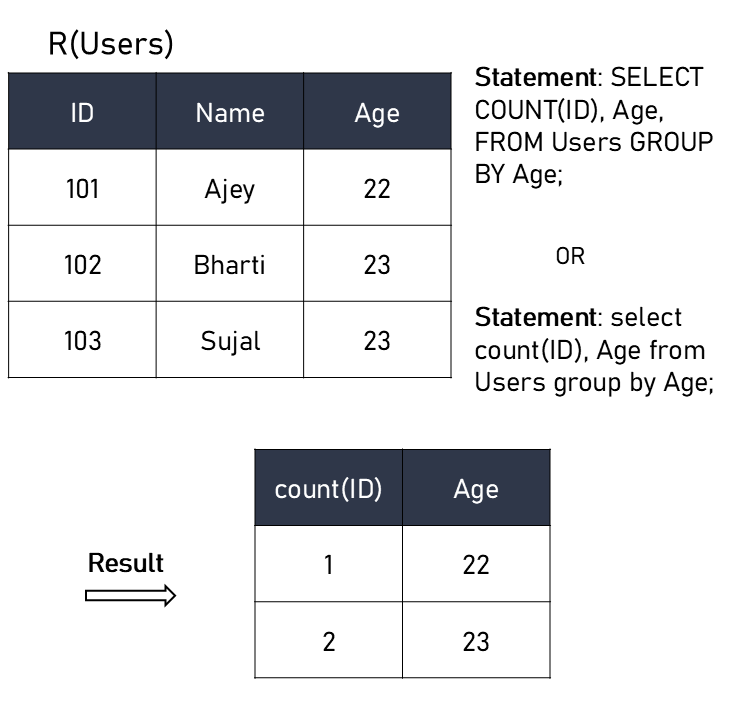 R(Users)
ID Name Age
101 Ajey 22
102 Bharti 23
103 Sujal 23
Statement: SELECT
COUNT(ID), Age,
FROM Users GROUP
BY Age;
OR
Statement: select
count(ID), Age from
Users group by Age;
Result
count(ID) Age
1 22
2 23